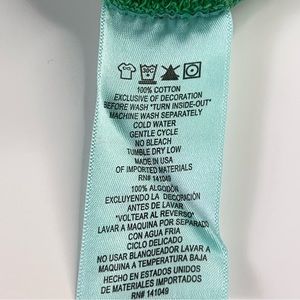 30C
100% COTTON
EXCLUSIVE OF DECORATION
BEFORE WASH "TURN INSIDE-OUT"
MACHINE WASH SEPARATELY
COLD WATER
GENTLE CYCLE
NO BLEACH
TUMBLE DRY LOW
MADE IN USA
OF IMPORTED MATERIALS
RN# 141049
100% ALGODÓN
EXCLUYENDO LA DECORACIÓN
ANTES DE LAVAR
"VOLTEAR AL REVERSO"
LAVAR A MAQUINA POR SEPARADO
CON AGUA FRIA
CICLO DELICADO
NO USAR BLANQUEADOR LAVAR A
MAQUINA A TEMPERATURA BAJA
HECHO EN ESTADOS UNIDOS
DE MATERIALES IMPORTADOS
RN# 141049